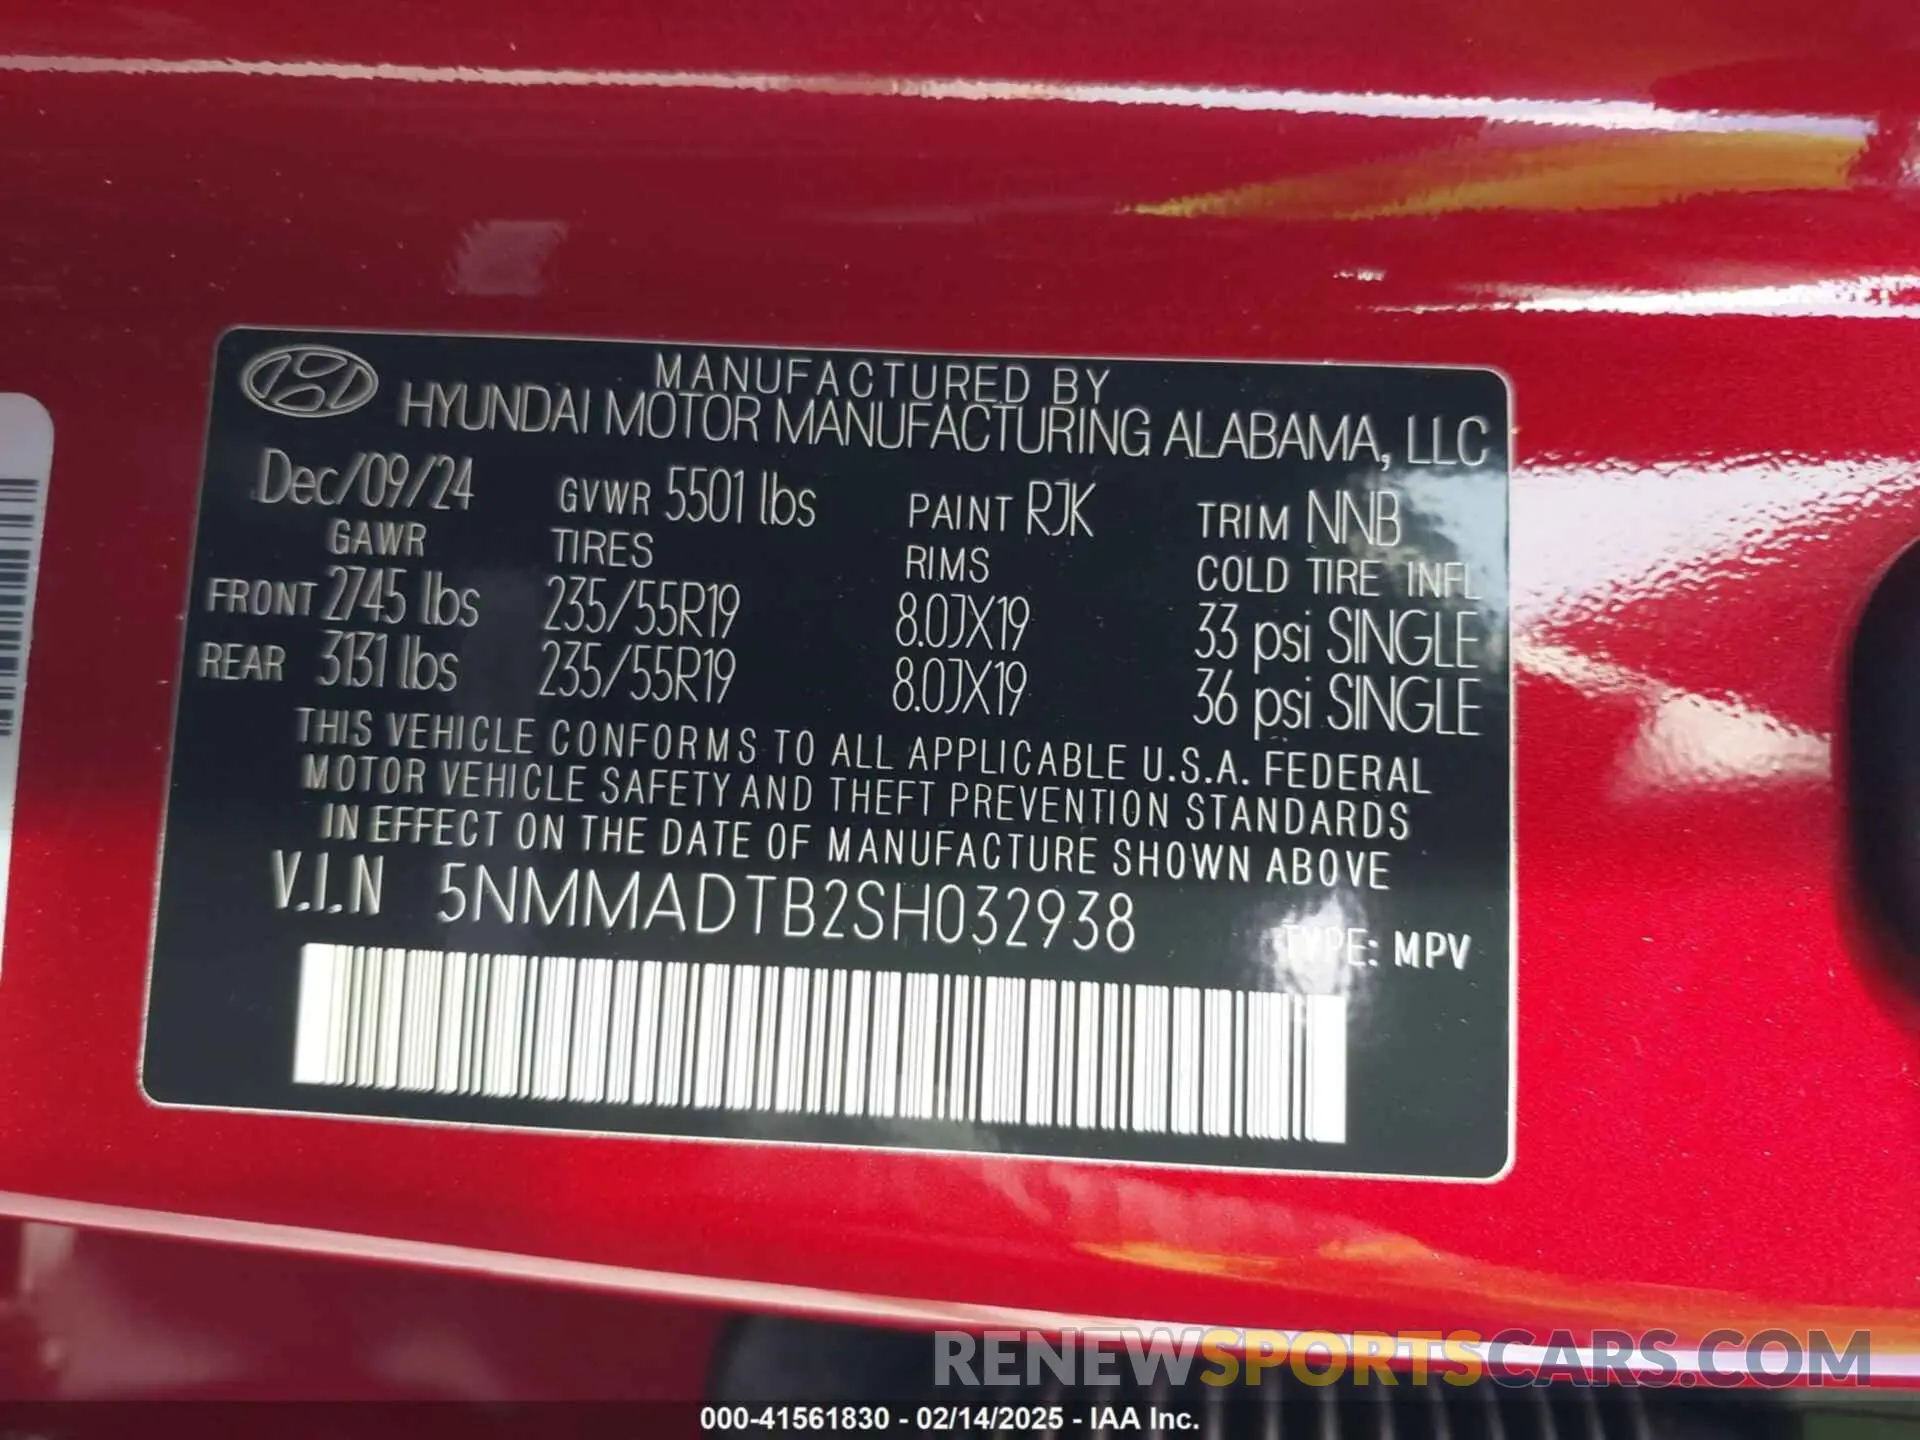 MANUFACTURED BY
HYUNDAI MOTOR MANUFACTURING ALABAMA, LLC
Dec/09/24 GVWR 5501 lbs PAINT RJK TRIM NNB
GAWR TIRES RIMS COLD TIRE INFL
FRONT 2745 lbs 235/55R19 8.0JX19 33 psi SINGLE
REAR 3131 lbs 235/55R19 8.0JX19 36 psi SINGLE
THIS VEHICLE CONFORMS TO ALL APPLICABLE U.S.A. FEDERAL
MOTOR VEHICLE SAFETY AND THEFT PREVENTION STANDARDS
IN EFFECT ON THE DATE OF MANUFACTURE SHOWN ABOVE
V.I.N 5NMMADTB2SH032938
TYPE: MPV
RENEWSPORTSCARS.COM
000-41561830 - 02/14/2025 - IAA Inc.